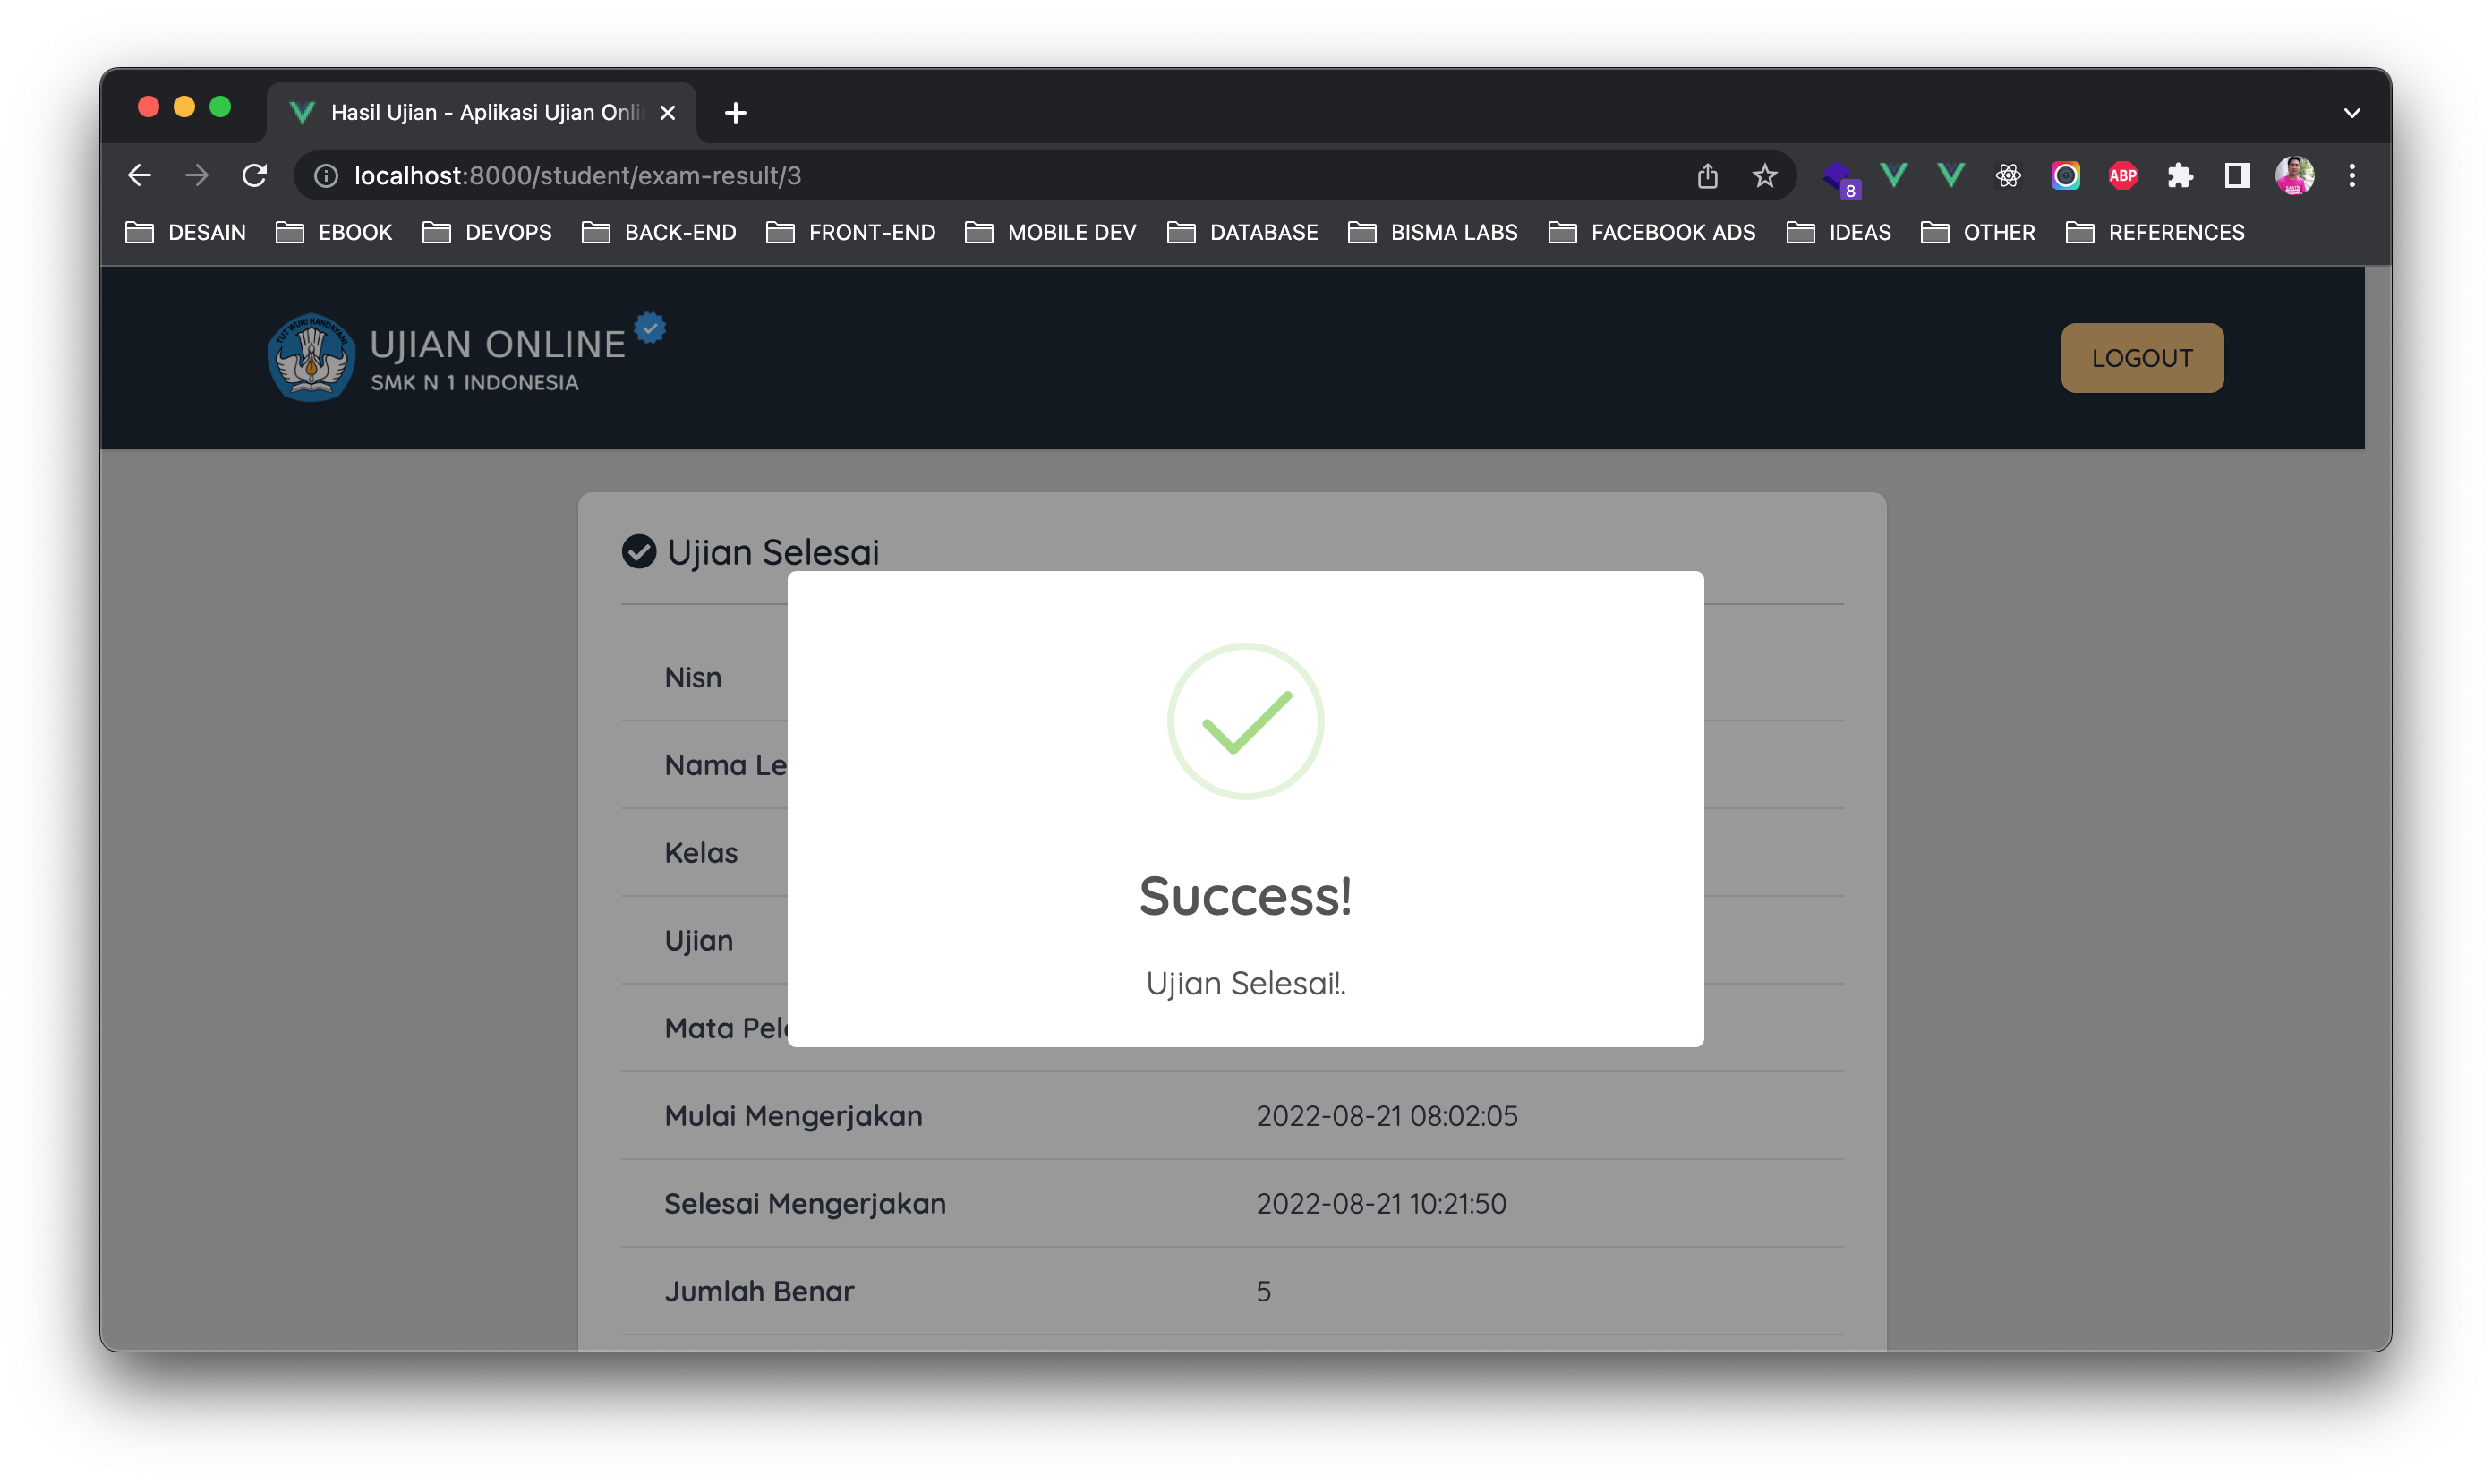 Hasil Ujian - Aplikasi Ujian Onli
localhost:8000/student/exam-result/3
8
ABP
DESAIN EBOOK DEVOPS BACK-END FRONT-END MOBILE DEV DATABASE BISMA LABS FACEBOOK ADS IDEAS OTHER REFERENCES
TUT WURI HANDAYANI
UJIAN ONLINE
SMK N 1 INDONESIA
LOGOUT
Ujian Selesai
Nisn
Nama Le
Kelas
Ujian
Mata Pel
Success!
Ujian Selesai!.
Mulai Mengerjakan 2022-08-21 08:02:05
Selesai Mengerjakan 2022-08-21 10:21:50
Jumlah Benar 5